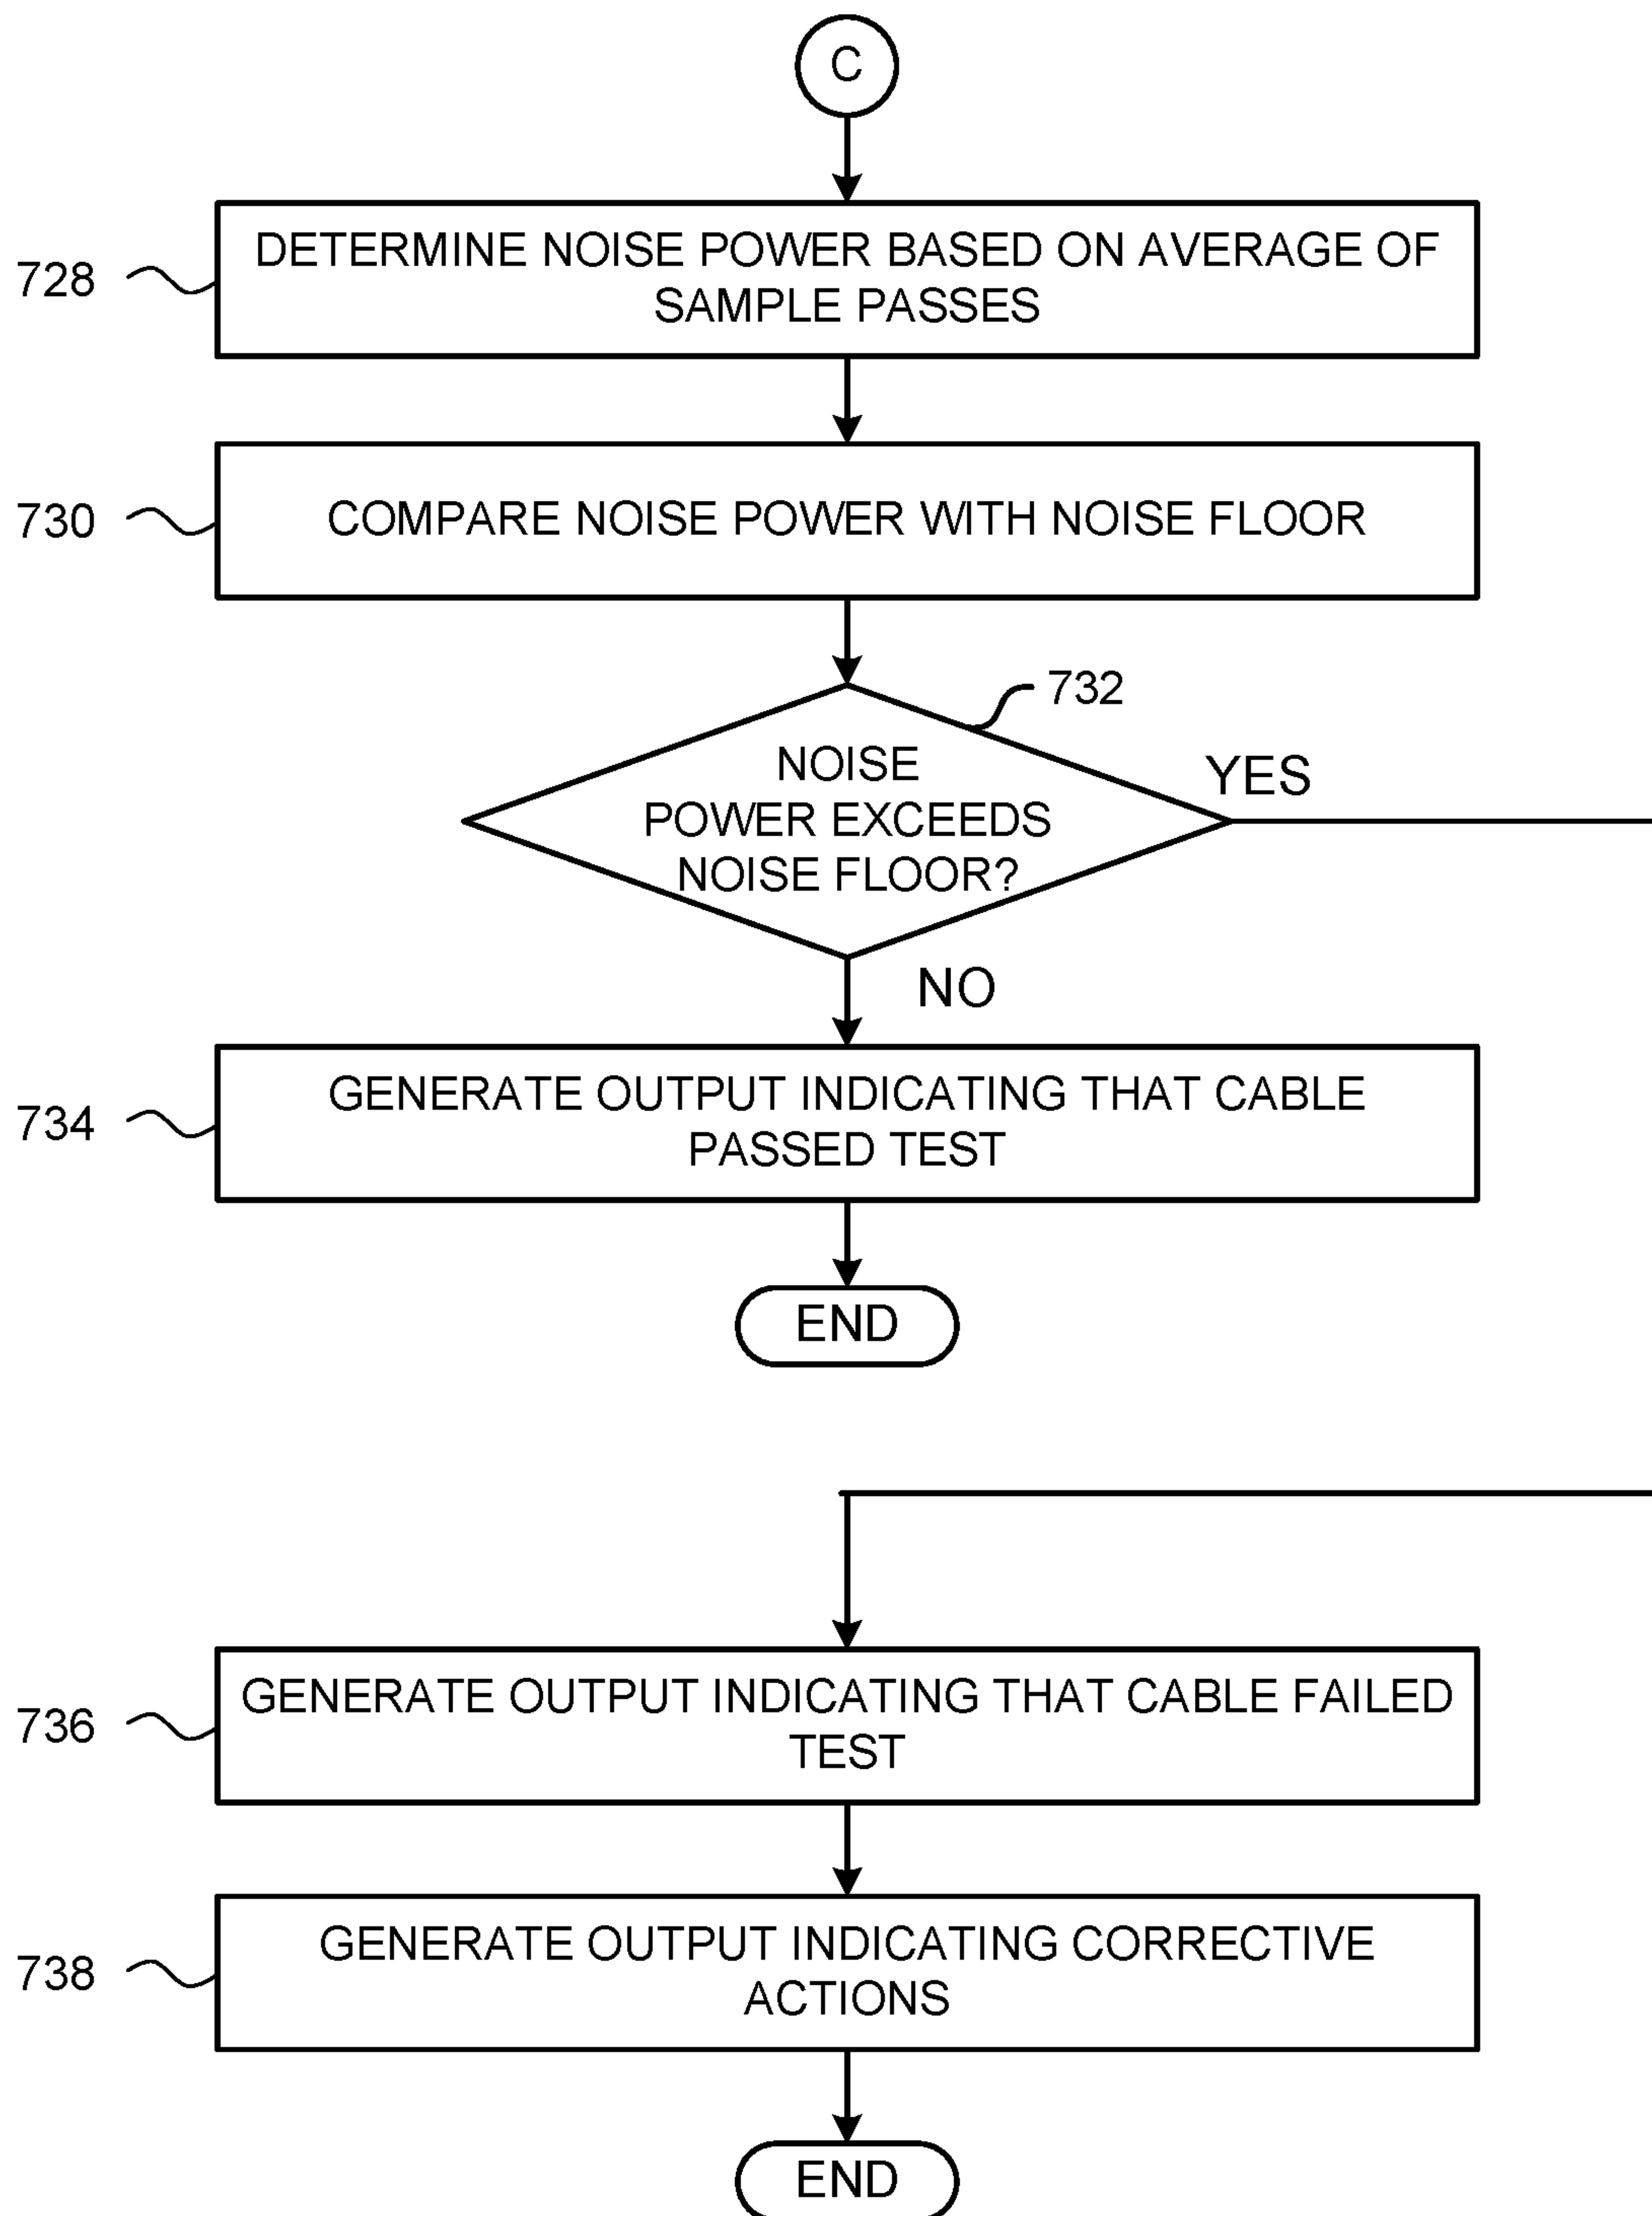 C
728
DETERMINE NOISE POWER BASED ON AVERAGE OF
SAMPLE PASSES
730
COMPARE NOISE POWER WITH NOISE FLOOR
732
NOISE
POWER EXCEEDS
NOISE FLOOR?
YES
NO
734
GENERATE OUTPUT INDICATING THAT CABLE
PASSED TEST
END
736
GENERATE OUTPUT INDICATING THAT CABLE FAILED
TEST
738
GENERATE OUTPUT INDICATING CORRECTIVE
ACTIONS
END